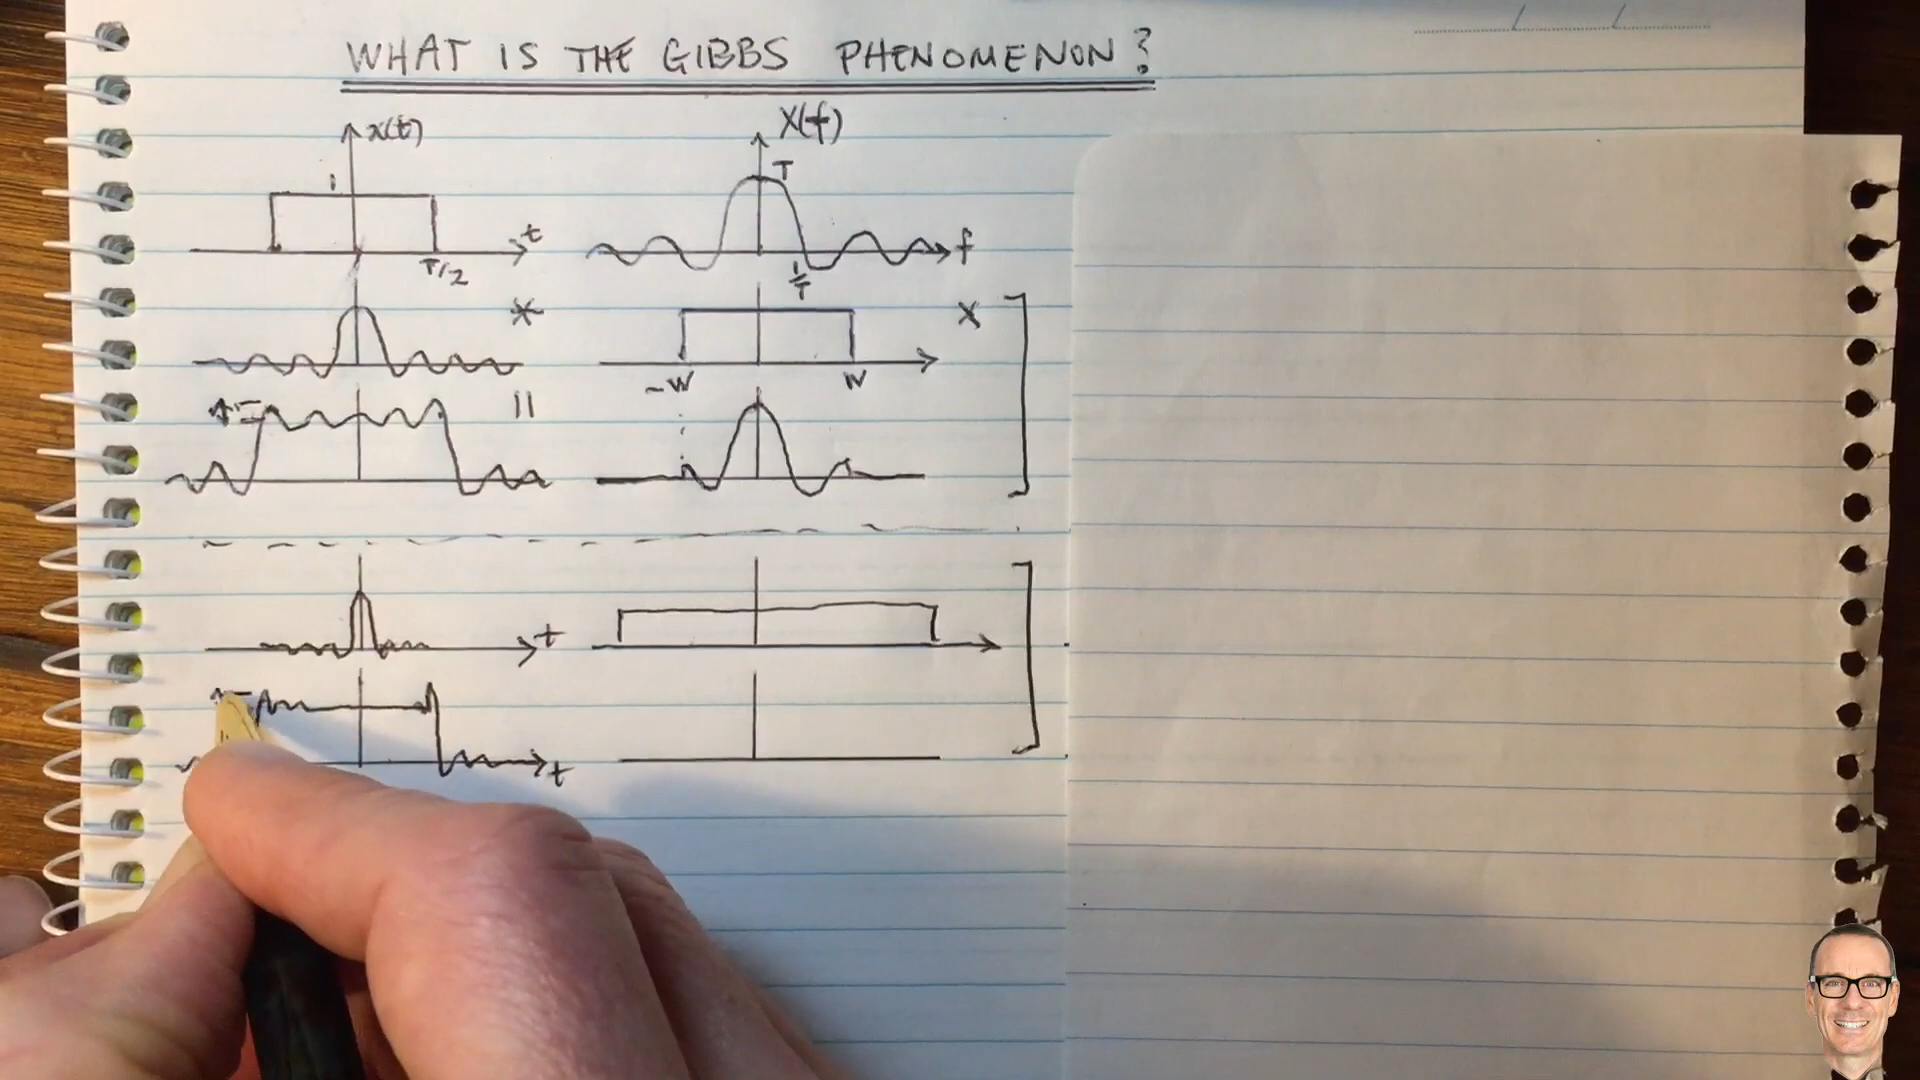 WHAT IS THE GIBBS PHENOMENON?
x(t)
X(f)
1
T
t
f
T/2
1/T
*
X
-W
W
=
t
t